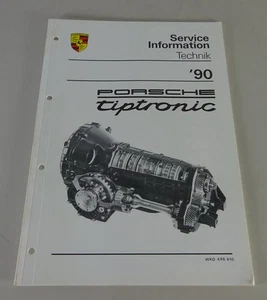 Service
Information
Technik
'90
PORSCHE
tiptronic